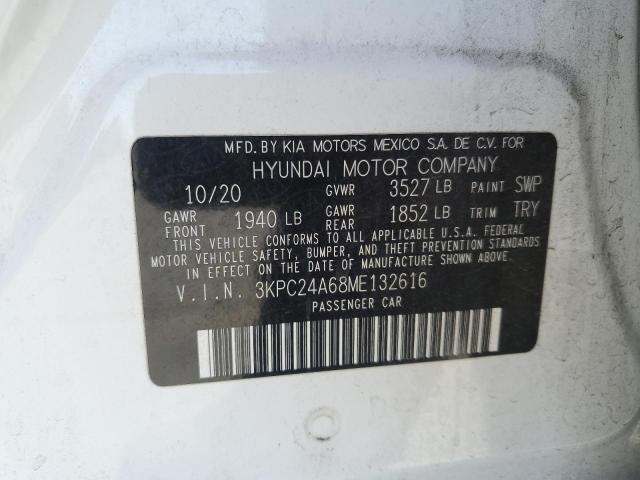 MFD. BY KIA MOTORS MEXICO S.A. DE C.V. FOR
HYUNDAI MOTOR COMPANY
10/20 GVWR 3527 LB PAINT SWP
GAWR FRONT 1940 LB GAWR REAR 1852 LB TRIM TRY
THIS VEHICLE CONFORMS TO ALL APPLICABLE U.S.A. FEDERAL
MOTOR VEHICLE SAFETY, BUMPER, AND THEFT PREVENTION STANDARDS
IN EFFECT ON THE DATE OF MANUFACTURE SHOWN ABOVE.
V.I.N. 3KPC24A68ME132616
PASSENGER CAR